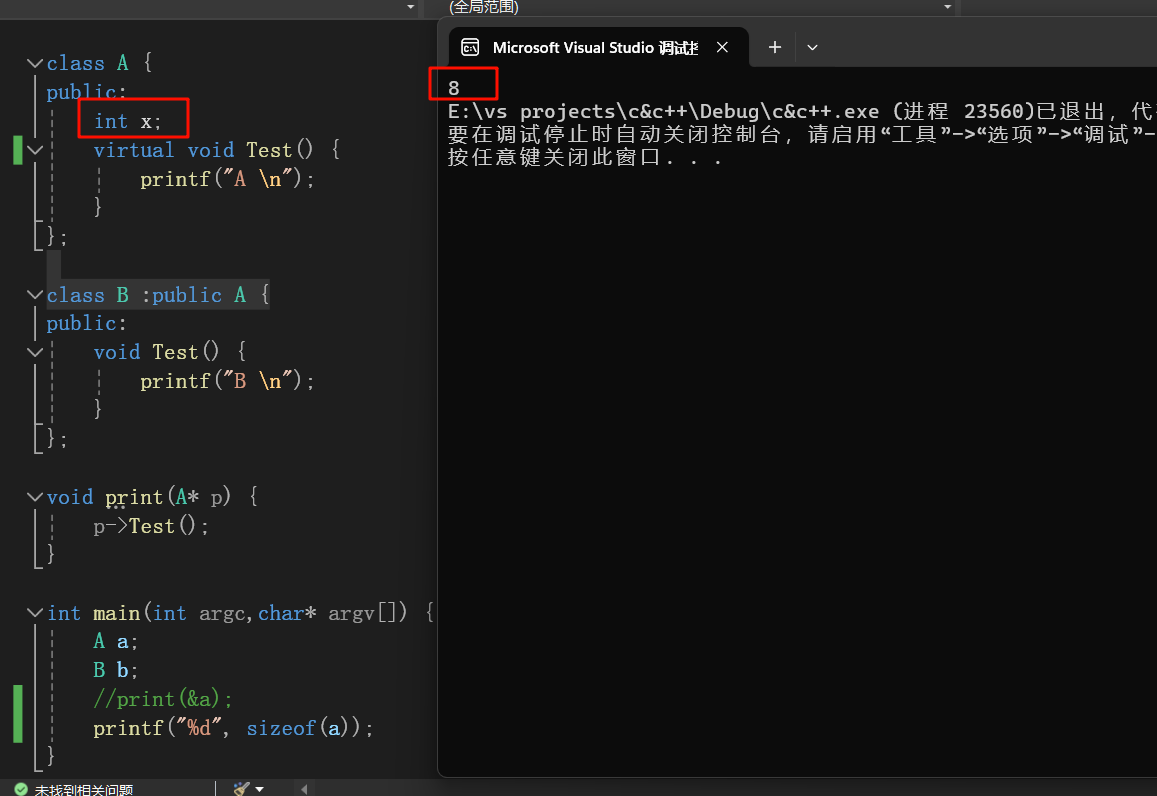 (全局范围)
class A {
public:
int x;
virtual void Test() {
printf("A \n");
}
};
class B :public A {
public:
void Test() {
printf("B \n");
}
};
void print(A* p) {
p->Test();
}
int main(int argc,char* argv[]) {
A a;
B b;
//print(&a);
printf("%d", sizeof(a));
}
未找到相关问题
Microsoft Visual Studio 调试
8
E:\vs projects\c&c++\Debug\c&c++.exe (进程 23560)已退出，代
要在调试停止时自动关闭控制台，请启用“工具”->“选项”->“调试”-
按任意键关闭此窗口. . .